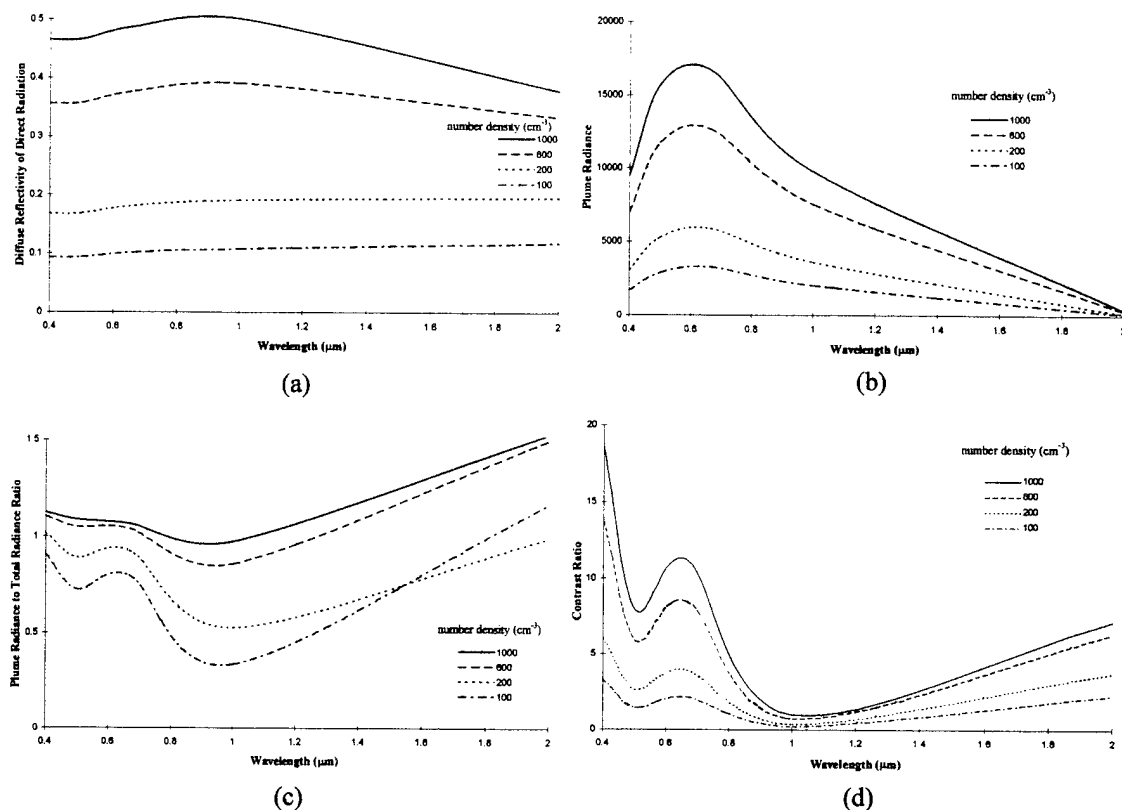 0.5
0.4
0.3
0.2
0.1
0
Diffuse Reflectivity of Direct Radiation
number density (cm-3)
1000
600
200
100
0.4 0.6 0.8 1 1.2 1.4 1.6 1.8 2
Wavelength (µm)
(a)
20000
15000
10000
5000
0
Plume Radiance
number density (cm-3)
1000
600
200
100
0.4 0.6 0.8 1 1.2 1.4 1.6 1.8 2
Wavelength (µm)
(b)
1.5
1
0.5
0
Plume Radiance to Total Radiance Ratio
number density (cm-3)
1000
600
200
100
0.4 0.6 0.8 1 1.2 1.4 1.6 1.8 2
Wavelength (µm)
(c)
20
15
10
5
0
Contrast Ratio
number density (cm-3)
1000
600
200
100
0.4 0.6 0.8 1 1.2 1.4 1.6 1.8 2
Wavelength (µm)
(d)